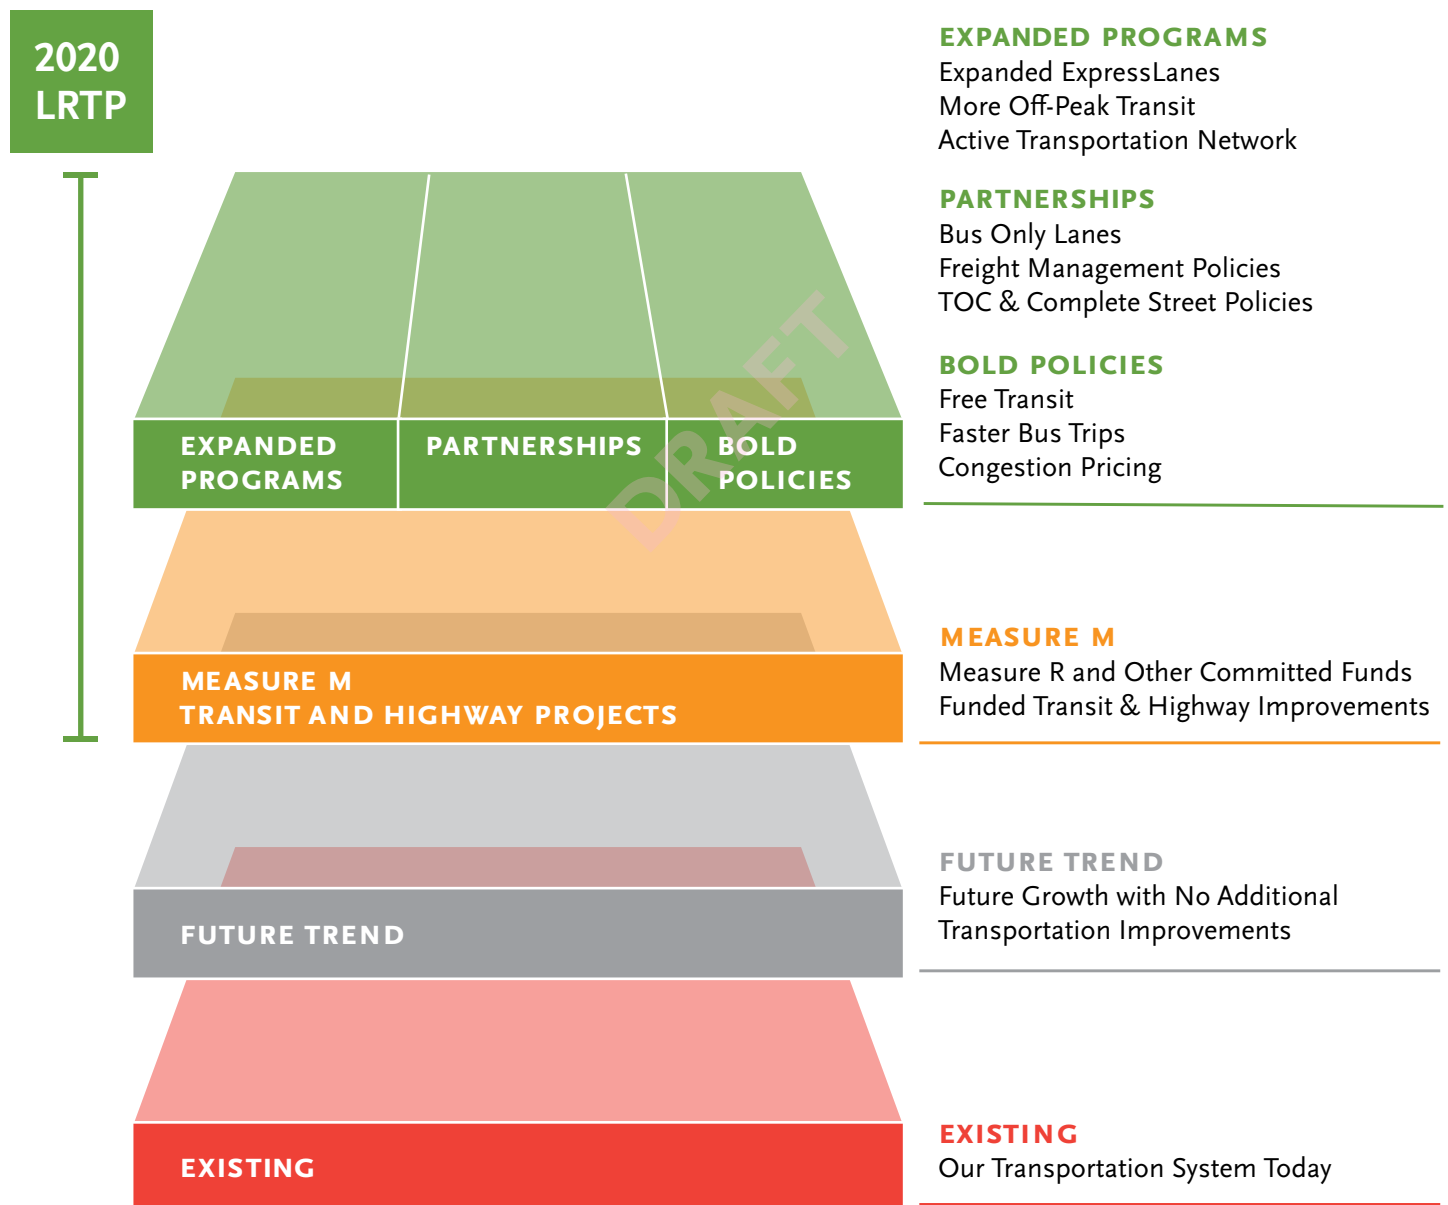 2020
LRTP
EXPANDED PROGRAMS
Expanded ExpressLanes
More Off-Peak Transit
Active Transportation Network
PARTNERSHIPS
Bus Only Lanes
Freight Management Policies
TOC & Complete Street Policies
BOLD POLICIES
Free Transit
Faster Bus Trips
Congestion Pricing
EXPANDED
PROGRAMS
PARTNERSHIPS
BOLD
POLICIES
DRAFT
MEASURE M
TRANSIT AND HIGHWAY PROJECTS
MEASURE M
Measure R and Other Committed Funds
Funded Transit & Highway Improvements
FUTURE TREND
FUTURE TREND
Future Growth with No Additional
Transportation Improvements
EXISTING
EXISTING
Our Transportation System Today